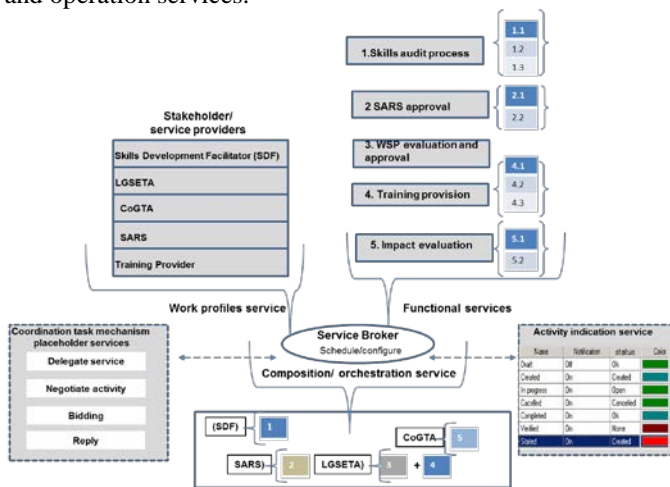 and operation services.
1.Skills audit process
1.1
1.2
1.3
2 SARS approval
2.1
2.2
3. WSP evaluation and
approval
4. Training provision
4.1
4.2
4.3
5. Impact evaluation
5.1
5.2
Stakeholder/
service providers
Skills Development Facilitator (SDF)
LGSETA
CoGTA
SARS
Training Provider
Work profiles service
Functional services
Service Broker
Schedule/configure
Composition/ orchestration service
Coordination task mechanism
placeholder services
Delegate service
Negotiate activity
Bidding
Reply
Activity indication service
Name Notificator status Color
Draft Off Ok
Created On Created
In progress On Open
Cancelled On Cancelled
Completed On Ok
Verified On None
Started On Created
(SDF) 1
CoGTA 5
SARS) 2
LGSETA) 3 + 4